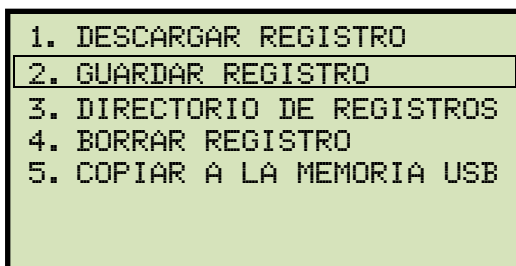 1. DESCARGAR REGISTRO
2. GUARDAR REGISTRO
3. DIRECTORIO DE REGISTROS
4. BORRAR REGISTRO
5. COPIAR A LA MEMORIA USB